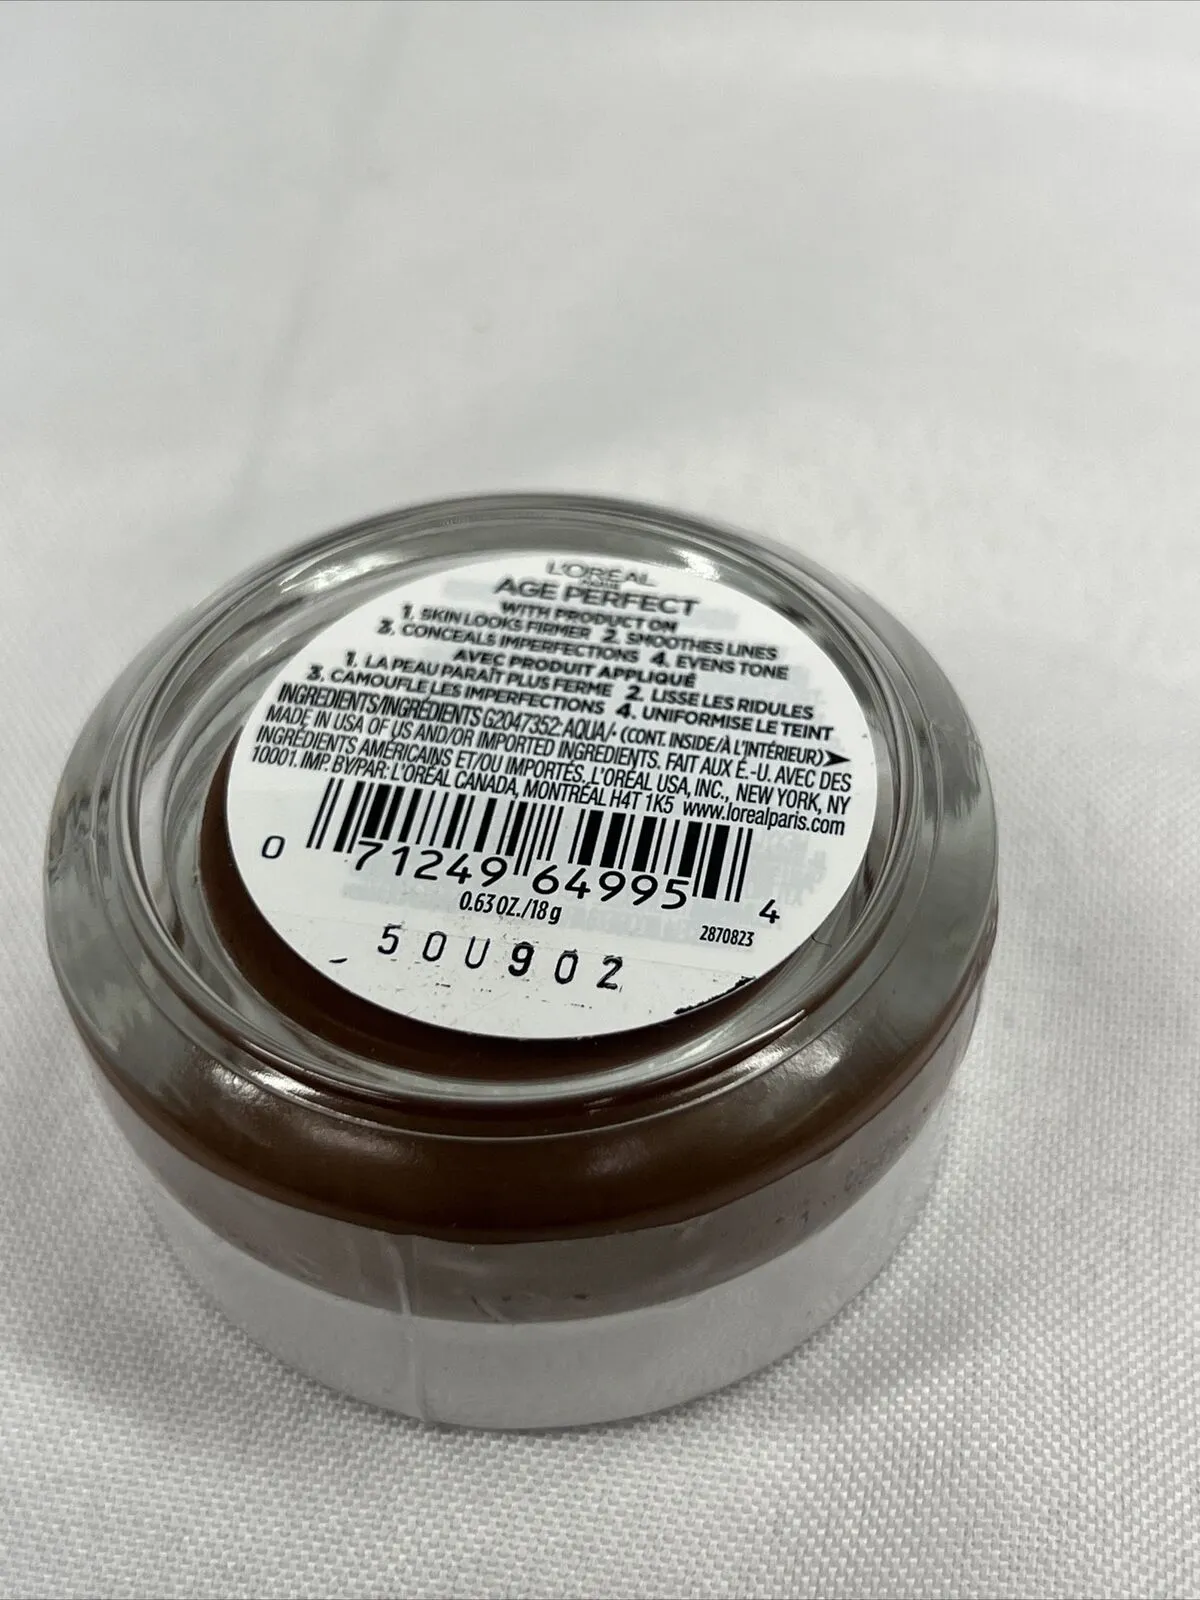 L'ORÉAL
PARIS
AGE PERFECT
WITH PRODUCT ON
1. SKIN LOOKS FIRMER 2. SMOOTHES LINES
3. CONCEALS IMPERFECTIONS 4. EVENS TONE
AVEC PRODUIT APPLIQUÉ
1. LA PEAU PARAÎT PLUS FERME 2. LISSE LES RIDULES
3. CAMOUFLE LES IMPERFECTIONS 4. UNIFORMISE LE TEINT
INGREDIENTS/INGRÉDIENTS G2047352: AQUA/• (CONT. INSIDE/À L'INTÉRIEUR)➤
MADE IN USA OF US AND/OR IMPORTED INGREDIENTS. FAIT AUX É.-U. AVEC DES
INGRÉDIENTS AMÉRICAINS ET/OU IMPORTÉS. L'ORÉAL USA, INC., NEW YORK, NY
10001. IMP. BY/PAR: L'ORÉAL CANADA, MONTRÉAL H4T 1K5 www.lorealparis.com
0 71249 64995 4
0.63 OZ./18 g
2870823
50U902